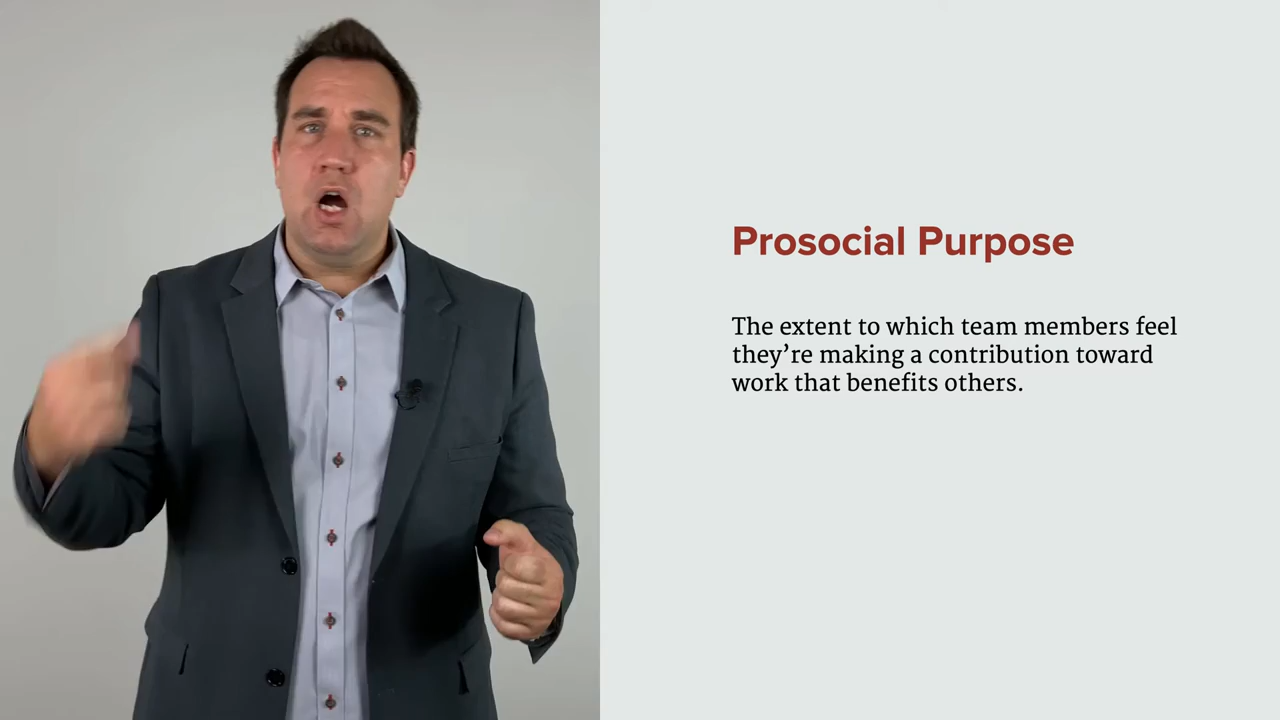 Prosocial Purpose
The extent to which team members feel
they’re making a contribution toward
work that benefits others.